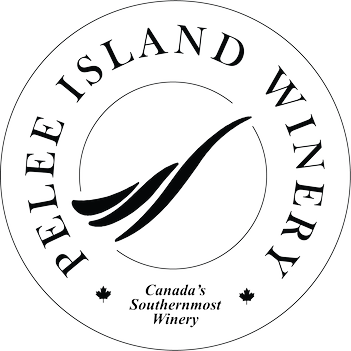 PELEE ISLAND WINERY
Canada's
Southernmost
Winery